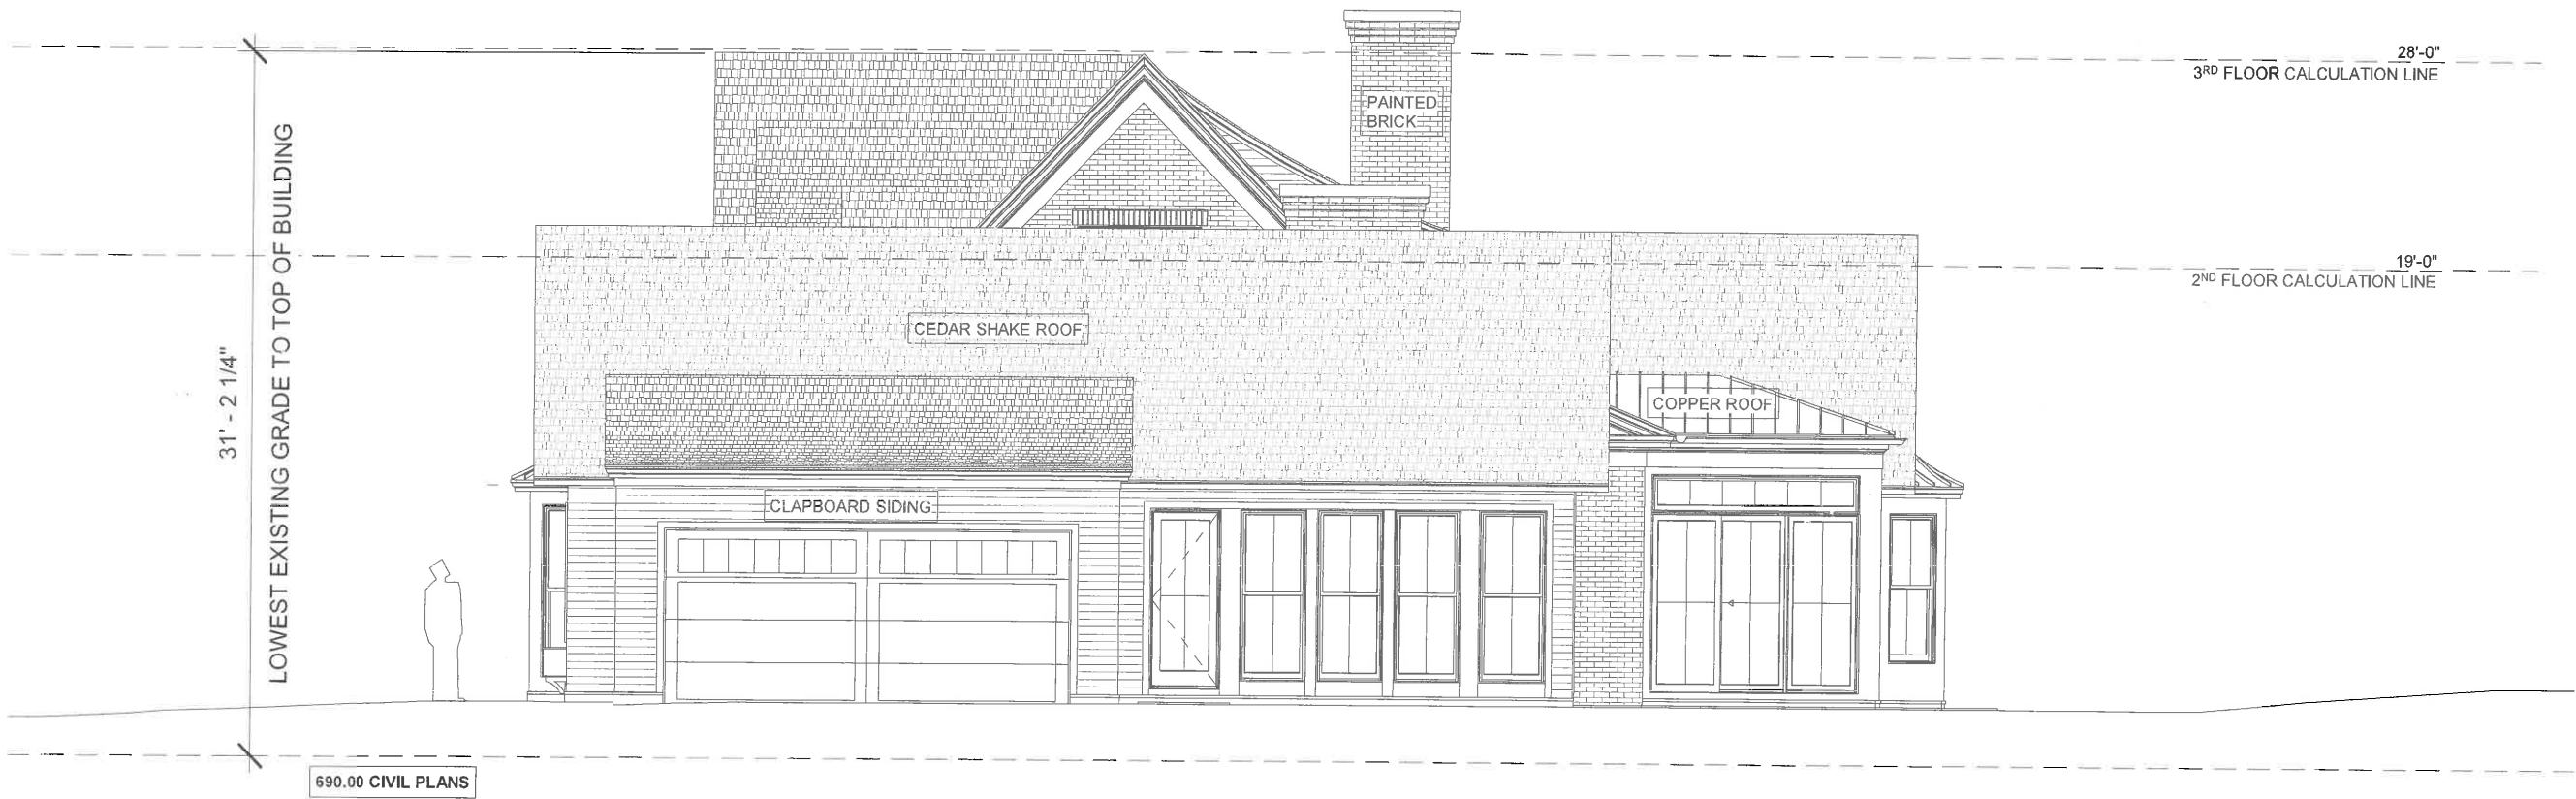 28'-0"
3RD FLOOR CALCULATION LINE
PAINTED
BRICK
LOWEST EXISTING GRADE TO TOP OF BUILDING
31' - 2 1/4"
19'-0"
2ND FLOOR CALCULATION LINE
CEDAR SHAKE ROOF
COPPER ROOF
CLAPBOARD SIDING
690.00 CIVIL PLANS